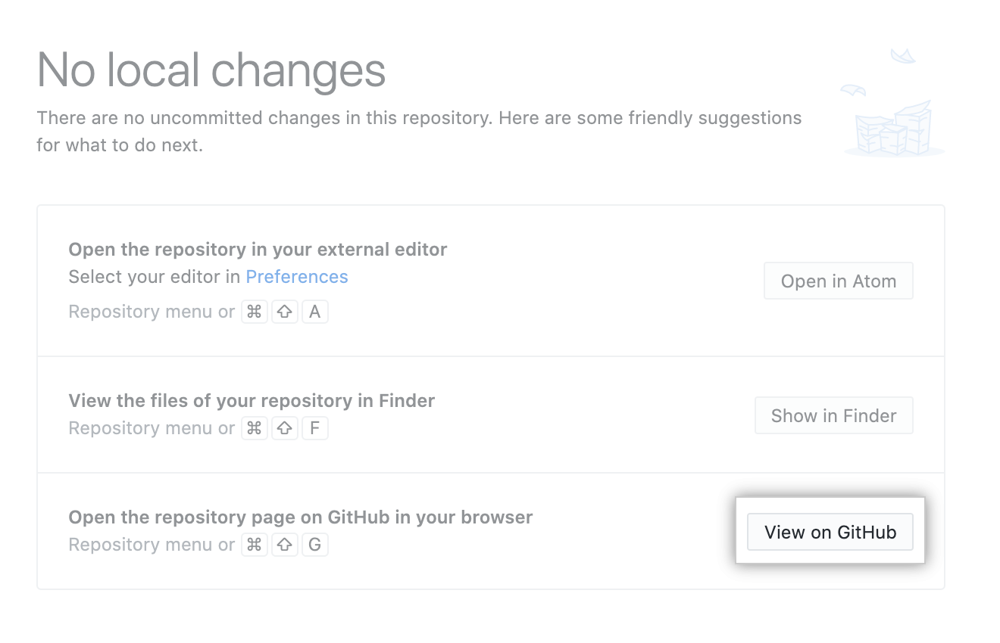 No local changes
There are no uncommitted changes in this repository. Here are some friendly suggestions
for what to do next.
Open the repository in your external editor
Select your editor in Preferences
Open in Atom
Repository menu or ⌘ ⇧ A
View the files of your repository in Finder
Show in Finder
Repository menu or ⌘ ⇧ F
Open the repository page on GitHub in your browser
View on GitHub
Repository menu or ⌘ ⇧ G